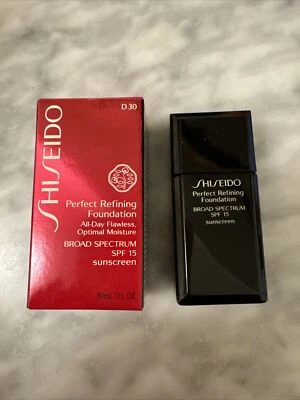 D30
SHISEIDO
Perfect Refining
Foundation
All-Day Flawless,
Optimal Moisture
BROAD SPECTRUM
SPF 15
sunscreen
30mL 1FL.OZ.
SHISEIDO
Perfect Refining
Foundation
BROAD SPECTRUM
SPF 15
sunscreen